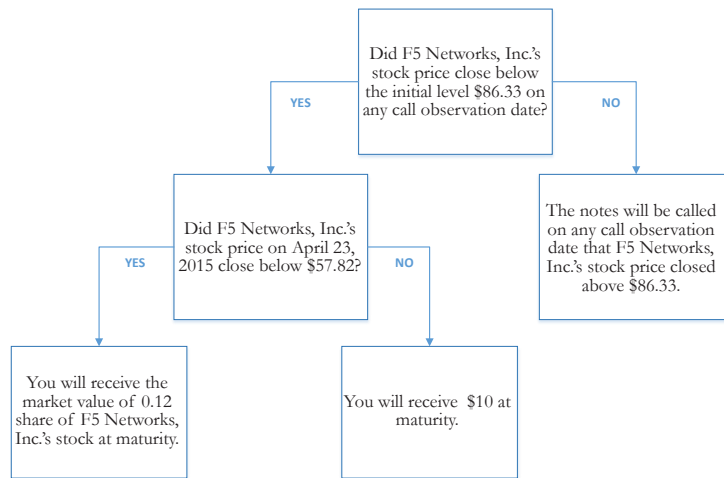 Did F5 Networks, Inc.'s
stock price close below
the initial level $86.33 on
any call observation date?
YES
NO
Did F5 Networks, Inc.'s
stock price on April 23,
2015 close below $57.82?
The notes will be called
on any call observation
date that F5 Networks,
Inc.'s stock price closed
above $86.33.
YES
NO
You will receive the
market value of 0.12
share of F5 Networks,
Inc.'s stock at maturity.
You will receive $10 at
maturity.